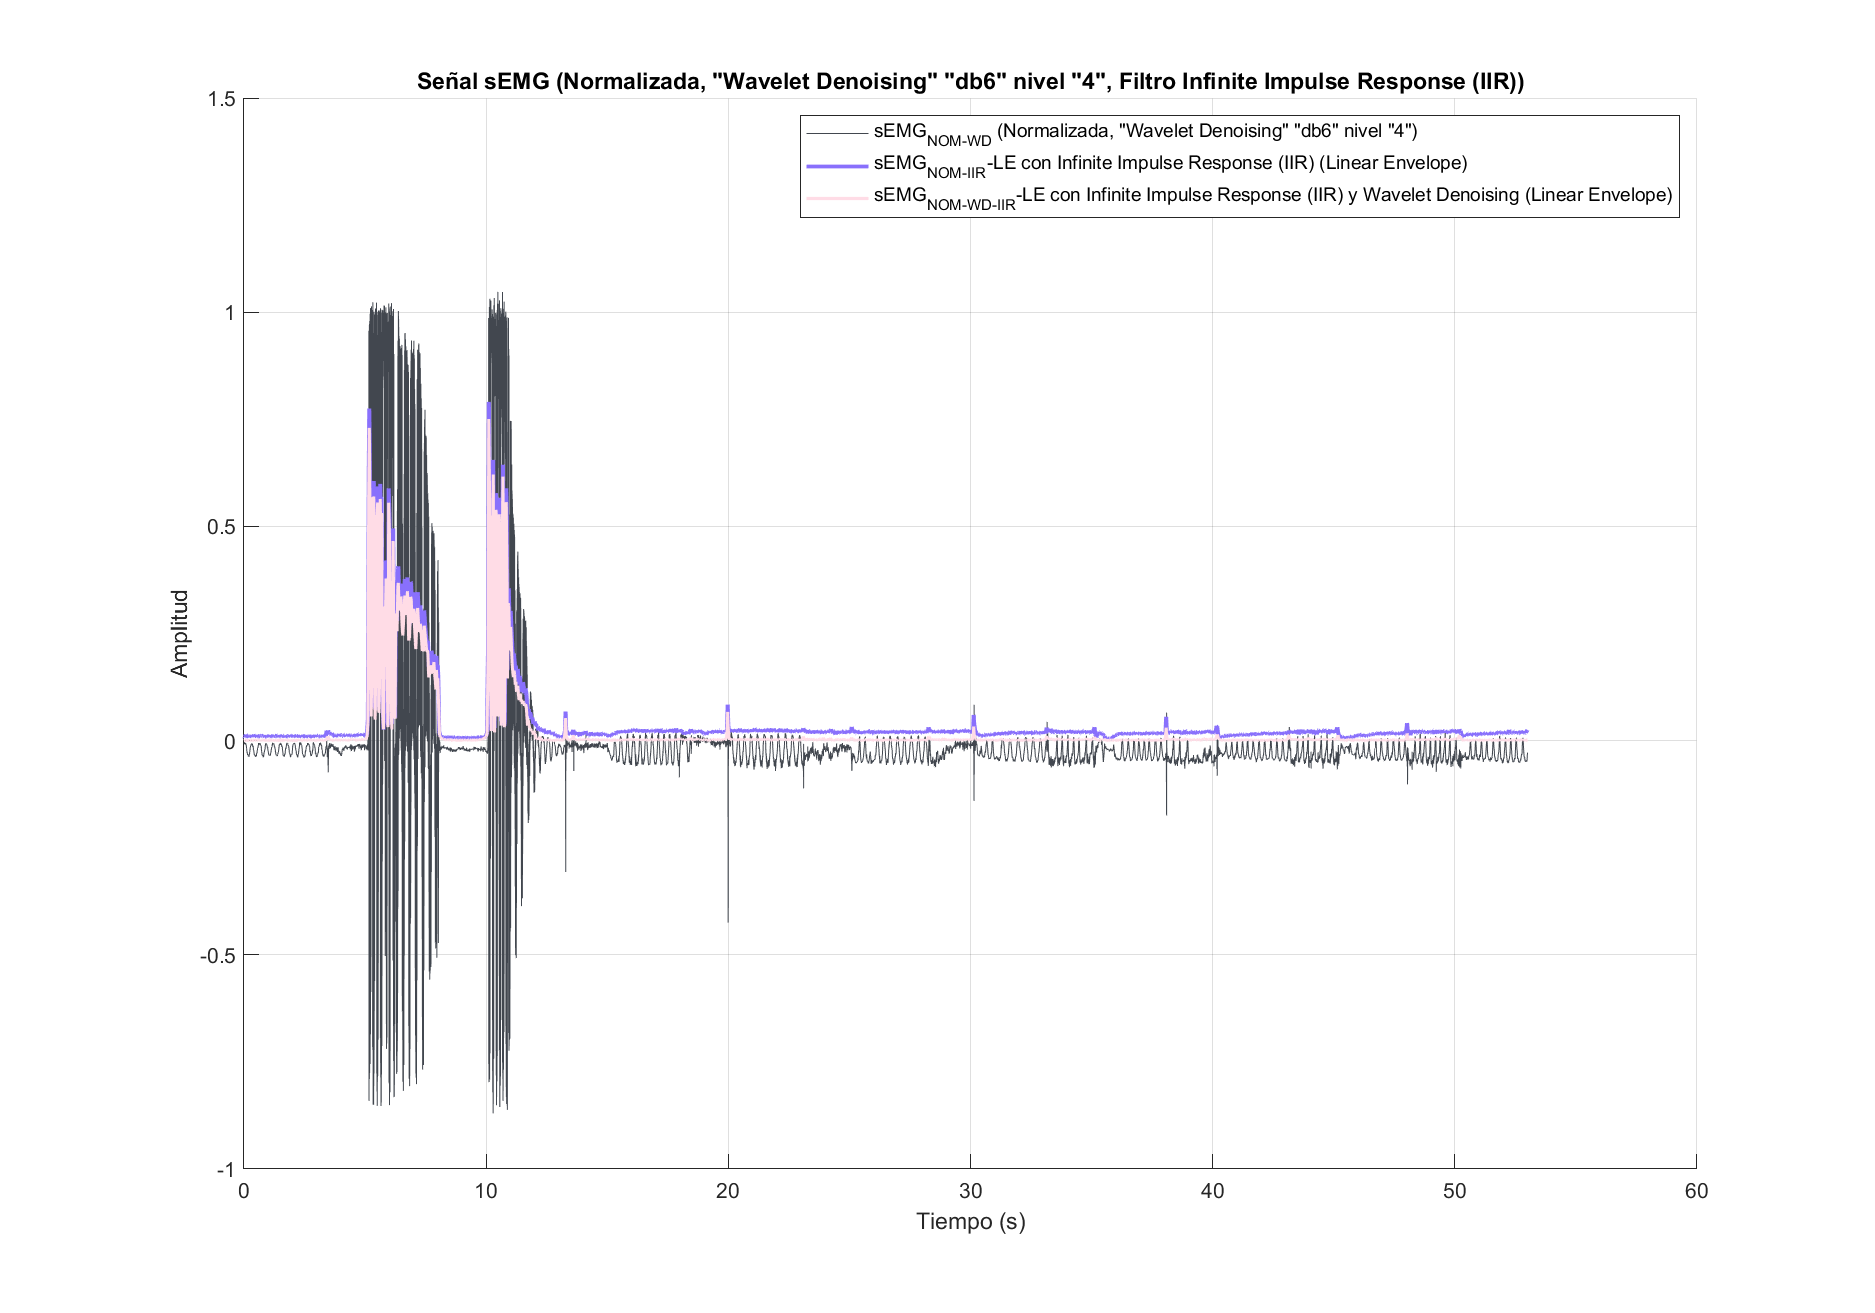 Señal sEMG (Normalizada, "Wavelet Denoising" "db6" nivel "4", Filtro Infinite Impulse Response (IIR))
1.5
sEMG_NOM-WD (Normalizada, "Wavelet Denoising" "db6" nivel "4")
sEMG_NOM-IIR-LE con Infinite Impulse Response (IIR) (Linear Envelope)
sEMG_NOM-WD-IIR-LE con Infinite Impulse Response (IIR) y Wavelet Denoising (Linear Envelope)
1
0.5
Amplitud
0
-0.5
-1
0 10 20 30 40 50 60
Tiempo (s)